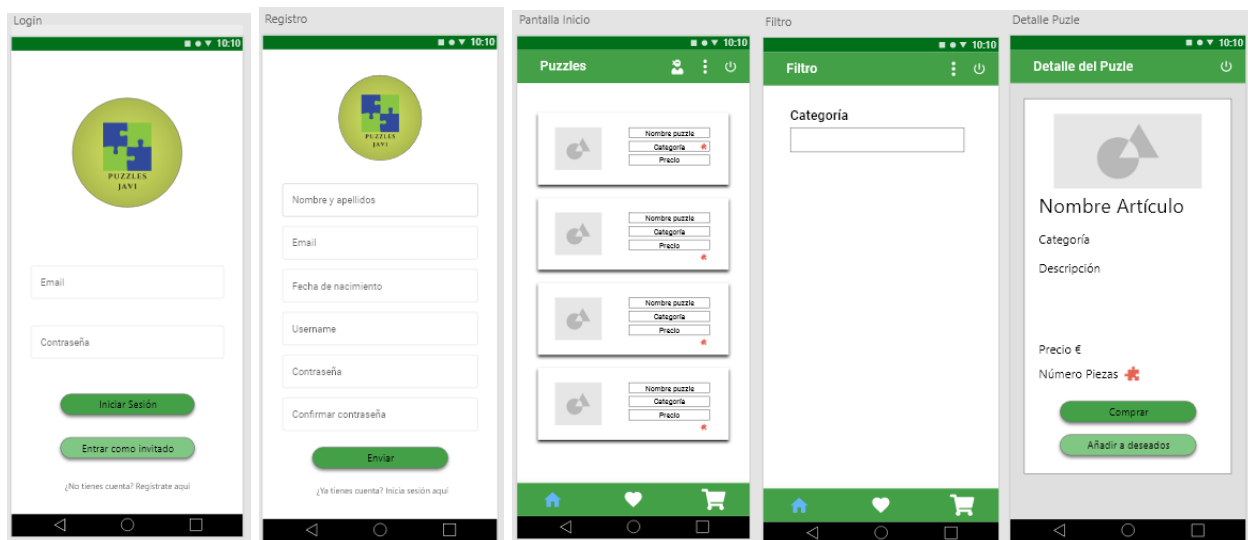 Login
10:10
PUZZLES
JAVI
Email
Contraseña
Iniciar Sesión
Entrar como invitado
¿No tienes cuenta? Regístrate aquí
Registro
10:10
PUZZLES
JAVI
Nombre y apellidos
Email
Fecha de nacimiento
Username
Contraseña
Confirmar contraseña
Enviar
¿Ya tienes cuenta? Inicia sesión aquí
Pantalla Inicio
10:10
Puzzles
Nombre puzzle
Categoría
Precio
Nombre puzzle
Categoría
Precio
Nombre puzzle
Categoría
Precio
Nombre puzzle
Categoría
Precio
Filtro
10:10
Filtro
Categoría
Detalle Puzle
10:10
Detalle del Puzle
Nombre Artículo
Categoría
Descripción
Precio €
Número Piezas
Comprar
Añadir a deseados